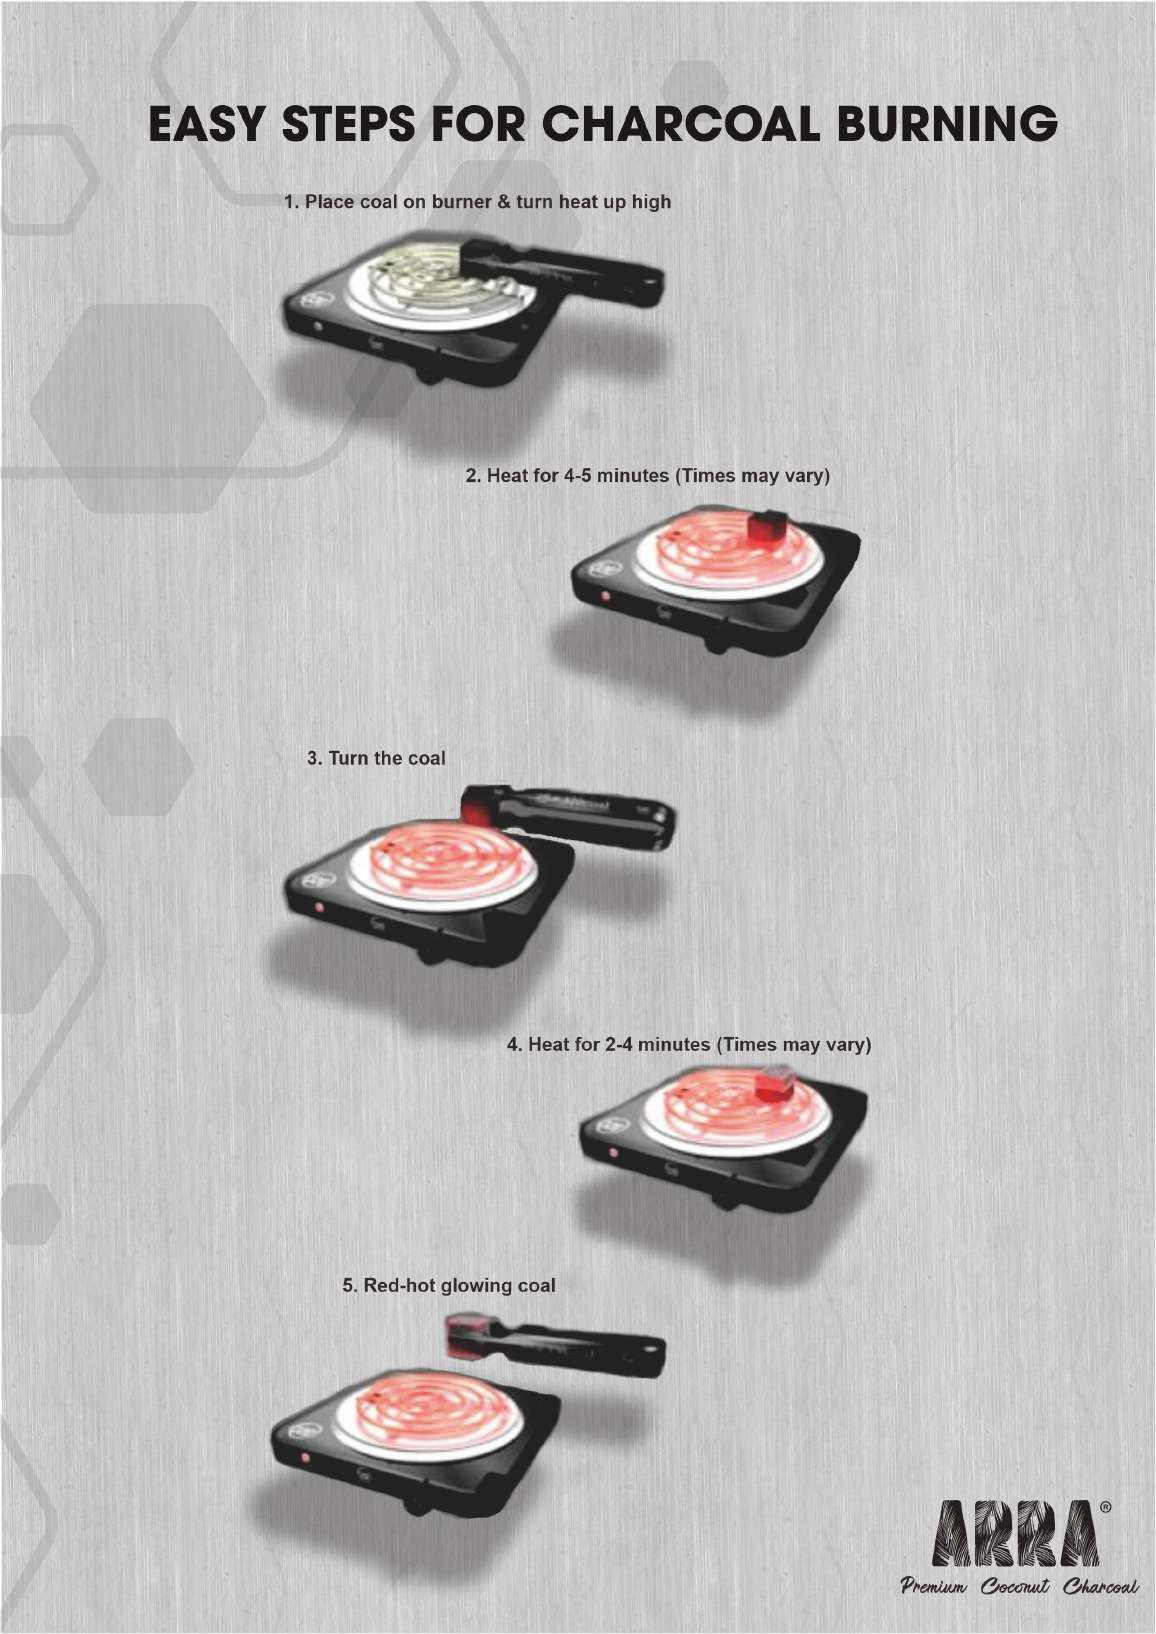 EASY STEPS FOR CHARCOAL BURNING
1. Place coal on burner & turn heat up high
2. Heat for 4-5 minutes (Times may vary)
3. Turn the coal
4. Heat for 2-4 minutes (Times may vary)
5. Red-hot glowing coal
ARRA®
Premium Coconut Charcoal